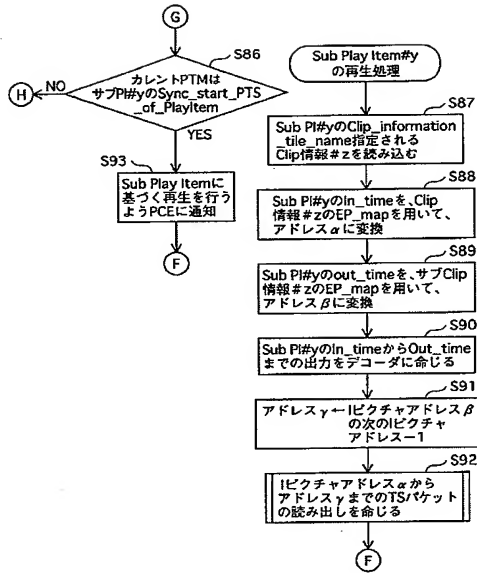 G
S86
カレントPTMは
サブPI#yのSync_start_PTS
_of_PlayItem
NO
H
YES
S93
Sub Play Itemに
基づく再生を行う
ようPCEに通知
F
Sub Play Item#y
の再生処理
S87
Sub PI#yのClip_information
_tile_name指定される
Clip情報#zを読み込む
S88
Sub PI#yのIn_timeを、Clip
情報#zのEP_mapを用いて、
アドレスαに変換
S89
Sub PI#yのout_timeを、サブClip
情報#zのEP_mapを用いて、
アドレスβに変換
S90
Sub PI#yのIn_timeからOut_time
までの出力をデコーダに命じる
S91
アドレスγ←Iピクチャアドレスβ
の次のIピクチャ
アドレス−1
S92
Iピクチャアドレスαから
アドレスγまでのTSパケット
の読み出しを命じる
F